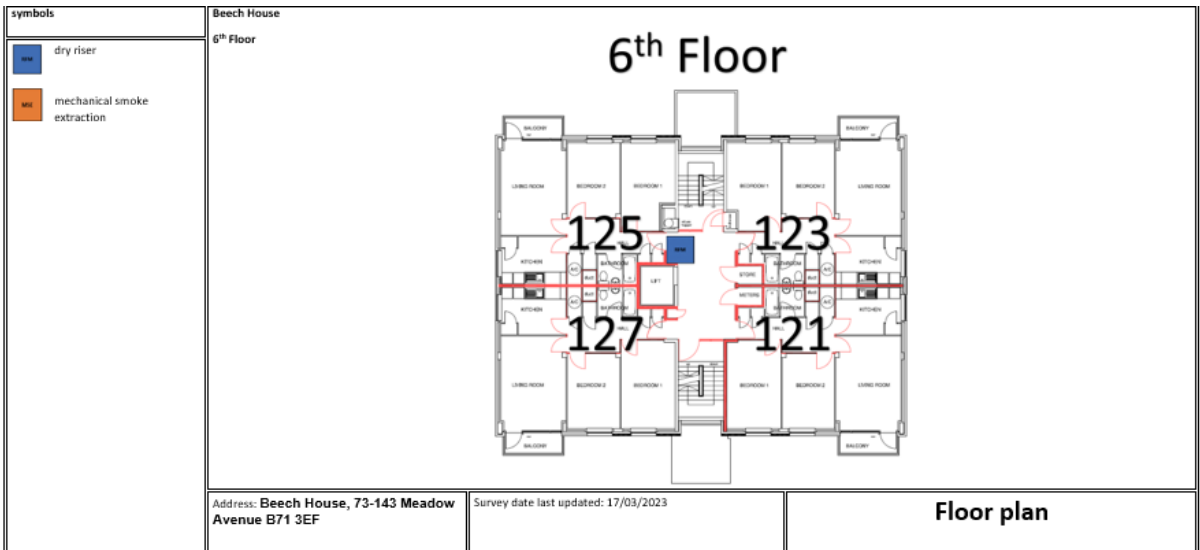 symbols
dry riser
mechanical smoke
extraction
Beech House
6th Floor
6th Floor
BALCONY
BALCONY
LIVING ROOM
BEDROOM 2
BEDROOM 1
BEDROOM 1
BEDROOM 2
LIVING ROOM
125
123
HALL
HALL
KITCHEN
BATHROOM
BATHROOM
KITCHEN
LIFT
STORE
METERS
KITCHEN
BATHROOM
BATHROOM
KITCHEN
HALL
HALL
127
121
LIVING ROOM
BEDROOM 2
BEDROOM 1
BEDROOM 1
BEDROOM 2
LIVING ROOM
BALCONY
BALCONY
Address: Beech House, 73-143 Meadow
Avenue B71 3EF
Survey date last updated: 17/03/2023
Floor plan